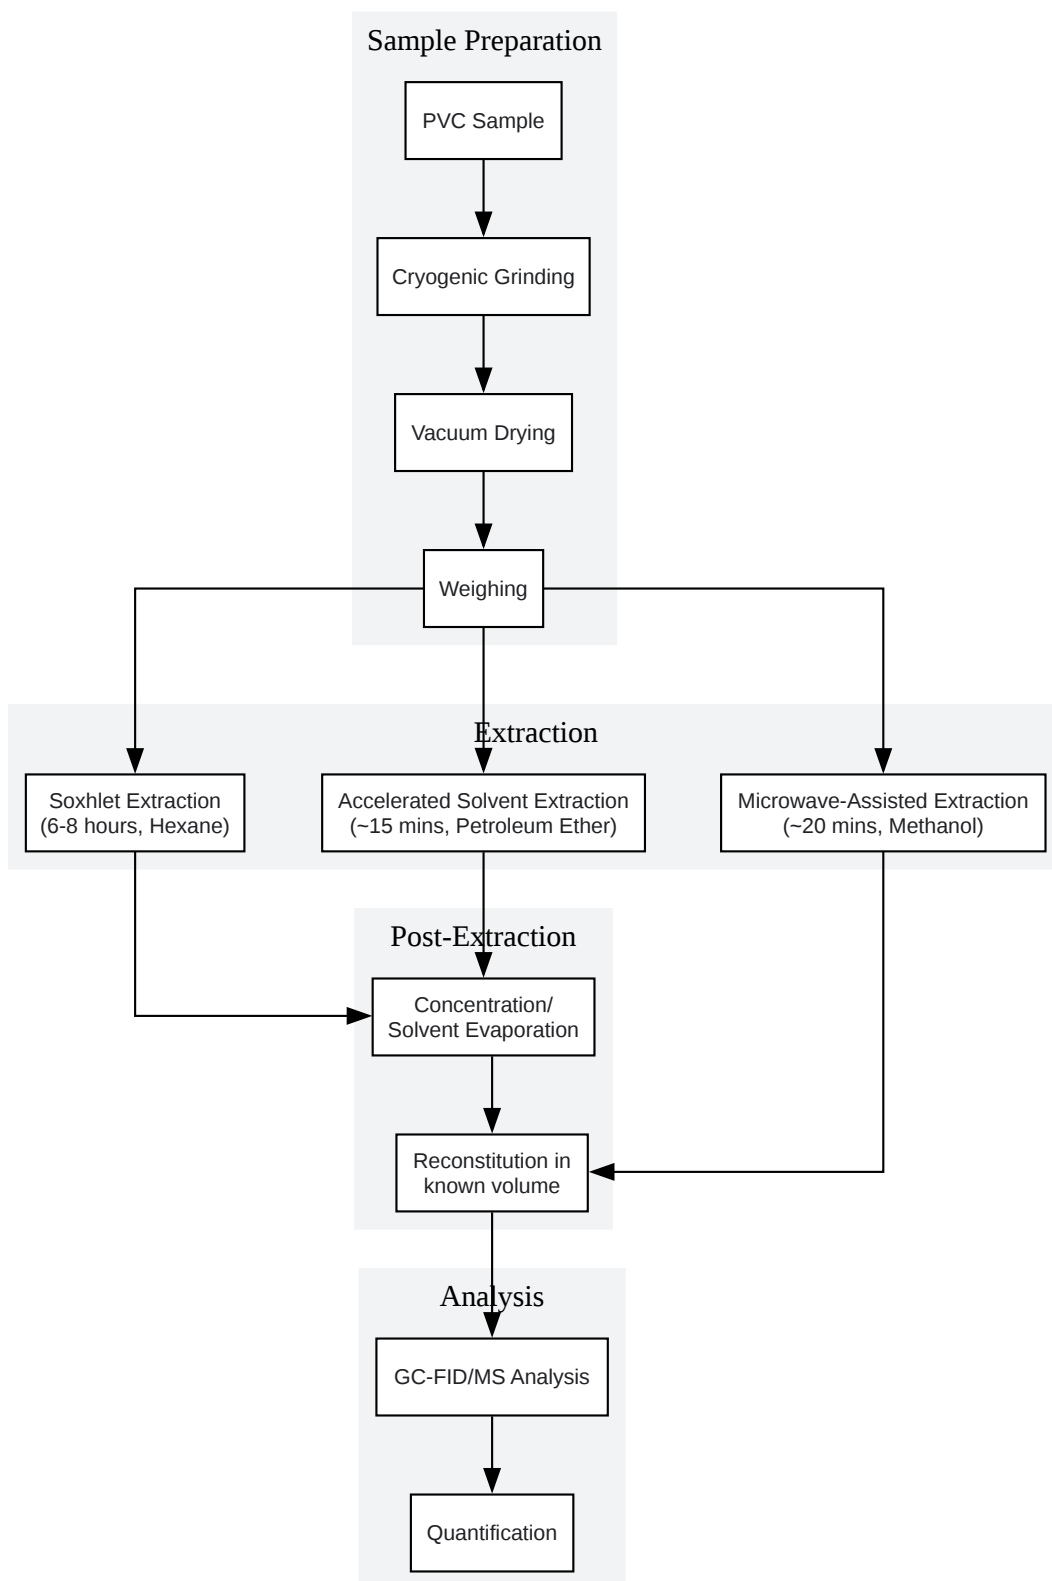 Sample Preparation
PVC Sample
Cryogenic Grinding
Vacuum Drying
Weighing
Extraction
Soxhlet Extraction
(6-8 hours, Hexane)
Accelerated Solvent Extraction
(~15 mins, Petroleum Ether)
Microwave-Assisted Extraction
(~20 mins, Methanol)
Post-Extraction
Concentration/
Solvent Evaporation
Reconstitution in
known volume
Analysis
GC-FID/MS Analysis
Quantification